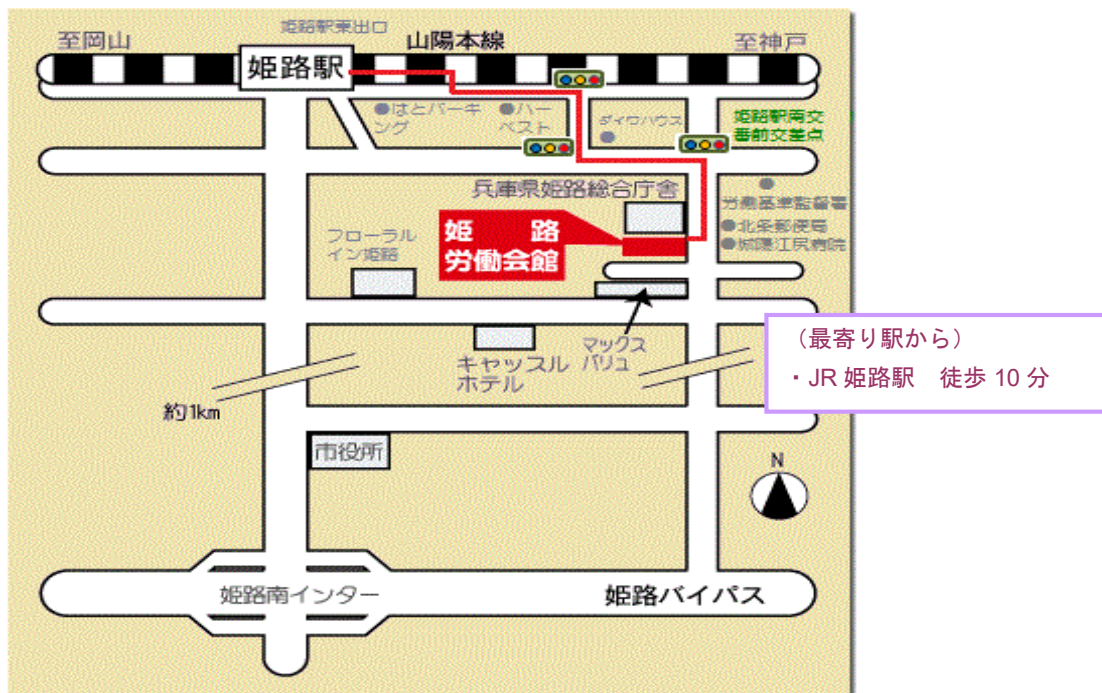 姫路駅東出口
至岡山
山陽本線
至神戸
姫路駅
●はとパーキ
ング
●ハー
ベスト
ダイワハウス
姫路駅南交
番前交差点
兵庫県姫路総合庁舎
労働基準監督署
●北条郵便局
●城陽江尻病院
姫　路
労働会館
フローラル
イン姫路
マックス
バリュ
キャッスル
ホテル
（最寄り駅から）
・JR 姫路駅　徒歩 10 分
約1km
市役所
N
姫路南インター
姫路バイパス